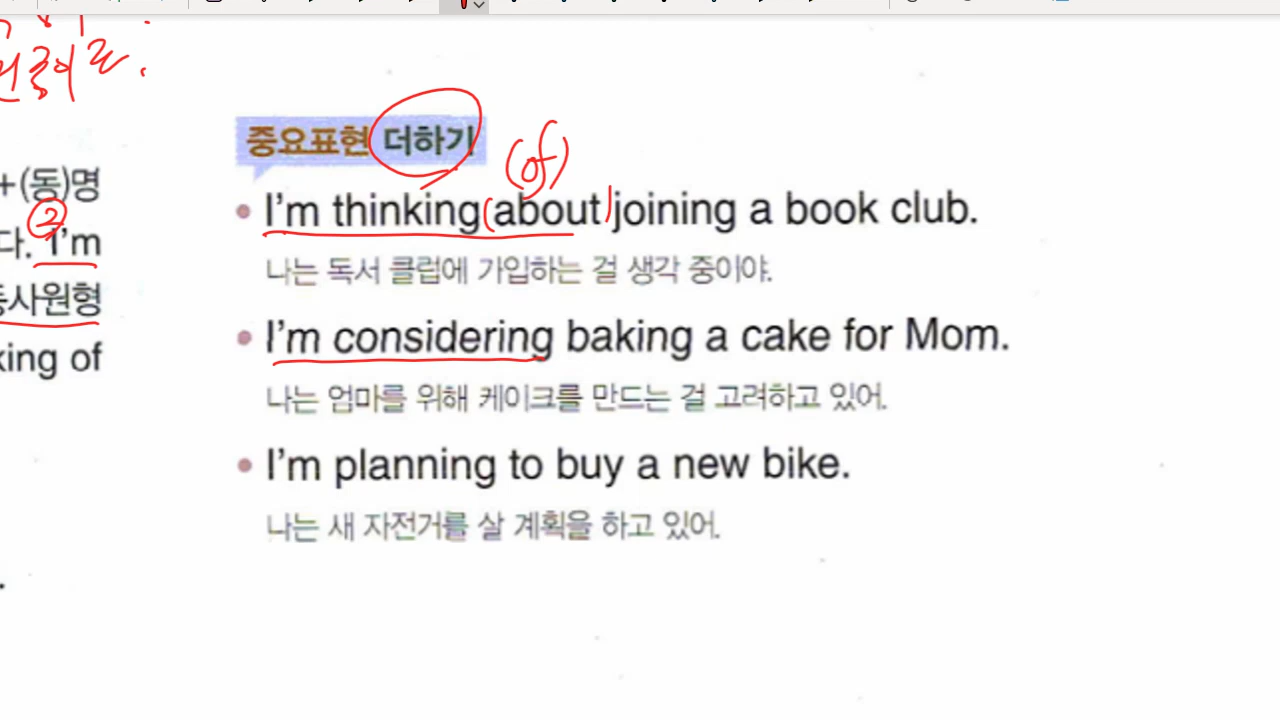 원리로.
중요표현 더하기
(of)
• I'm thinking (about) joining a book club.
나는 독서 클럽에 가입하는 걸 생각 중이야.
• I'm considering baking a cake for Mom.
나는 엄마를 위해 케이크를 만드는 걸 고려하고 있어.
• I'm planning to buy a new bike.
나는 새 자전거를 살 계획을 하고 있어.
+(동)명
②
다. I'm
동사원형
king of